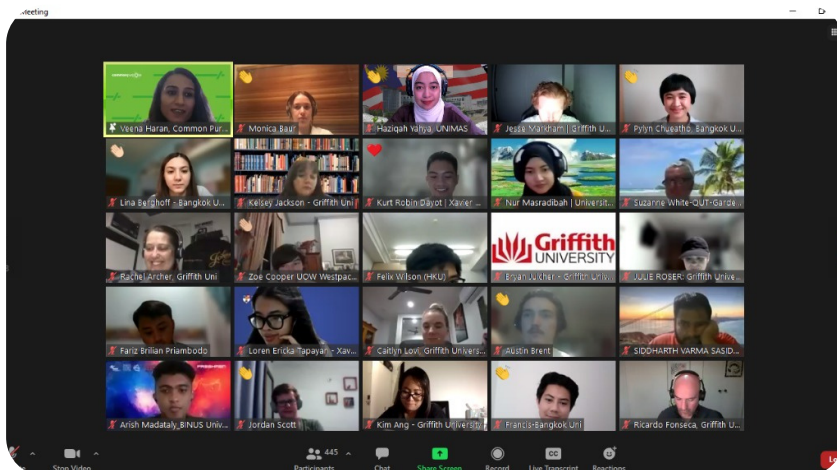 Meeting
Veena Haran, Common Pur...
Monica Baur
Haziqah Yahya, UNIMAS
Jesse Markham | Griffith U...
Pylyn Chueatho, Bangkok U...
Lina Berghoff - Bangkok U...
Kelsey Jackson - Griffith Uni
Kurt Robin Dayot | Xavier ...
Nur Masradibah | Universit...
Suzanne White-QUT-Garde...
Rachel Archer, Griffith Uni
Zoe Cooper UOW Westpac...
Felix Wilson (HKU)
Griffith
UNIVERSITY
Bryan Julcher - Griffith Univ...
JULIE ROSER: Griffith Unive...
Fariz Brilian Priambodo
Loren Ericka Tapayan - Xav...
Caitlyn Lovi, Griffith Univers...
Austin Brent
SIDDHARTH VARMA SASID...
Arish Madataly_BINUS Univ...
Jordan Scott
Kim Ang - Griffith Universit...
Francis-Bangkok Uni
Ricardo Fonseca, Griffith U...
445
Stop Video
Participants
Chat
Share Screen
Record
CC
Live Transcript
Reactions